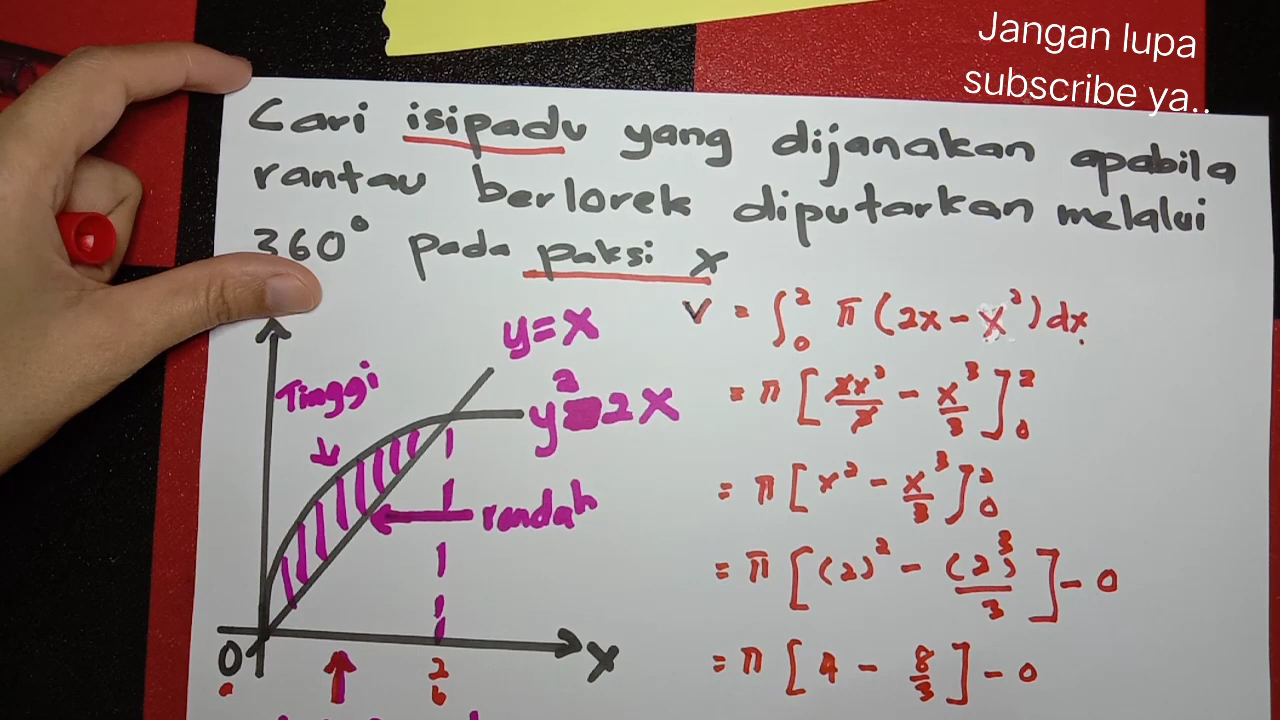 Jangan lupa
subscribe ya..
Cari isipadu yang dijanakan apabila
rantau berlorek diputarkan melalui
360° pada paksi x
V = ∫₀² π (2x - x²) dx
y=x
Tinggi
y²=2x
= π [2x²/2 - x³/3]₀²
= π [x² - x³/3]₀²
rendah
= π [(2)² - (2)³/3] - 0
= π [4 - 8/3] - 0
0
2
x
a
b